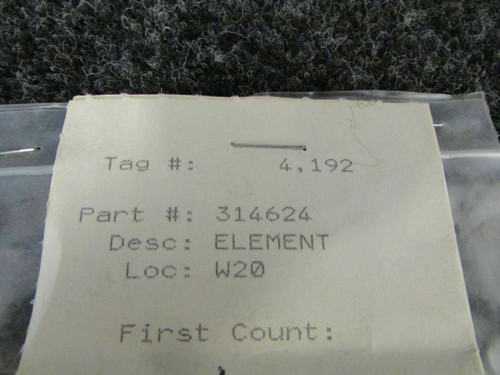 Tag #: 4,192
Part #: 314624
Desc: ELEMENT
Loc: W20
First Count: